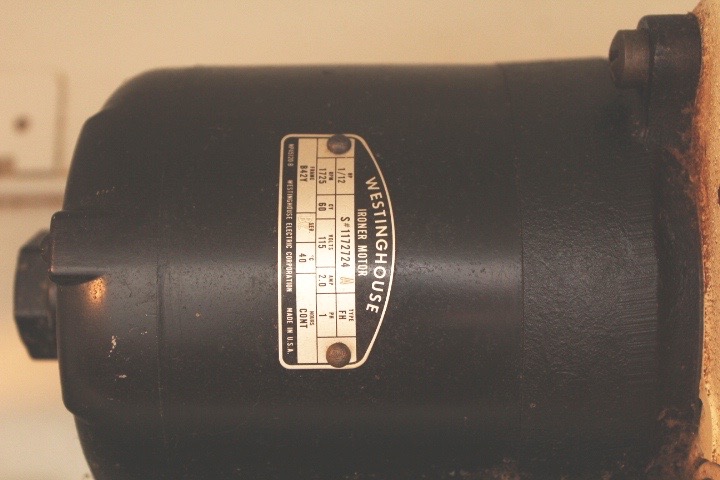 WESTINGHOUSE
IRONER MOTOR
HP TYPE
1/12 S#1172724 FH
RPM CY VOLTS AMP PH
1725 60 115 2.0 1
FRAME SER. °C HOURS
B42Y 40 CONT
WESTINGHOUSE ELECTRIC CORPORATION MADE IN U.S.A.